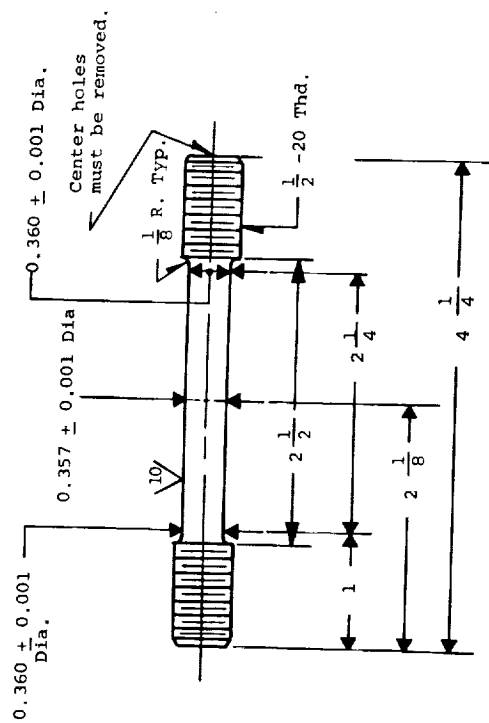 0.360 ± 0.001
Dia.
0.357 ± 0.001 Dia
0.360 ± 0.001 Dia.
Center holes
must be removed.
10
1/8 R. Typ.
1/2 -20 Thd.
2 1/2
1
2 1/4
2 1/8
4 1/4